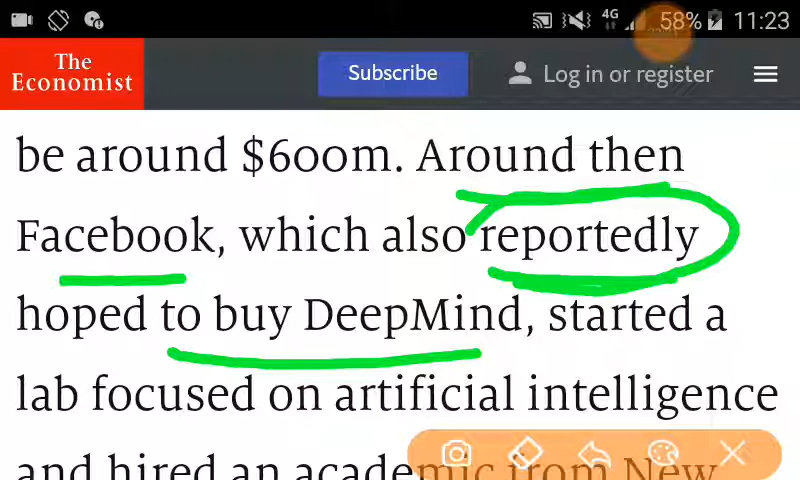 4G 58% 11:23
The
Economist
Subscribe
Log in or register
be around $600m. Around then
Facebook, which also reportedly
hoped to buy DeepMind, started a
lab focused on artificial intelligence
and hired an academic from New